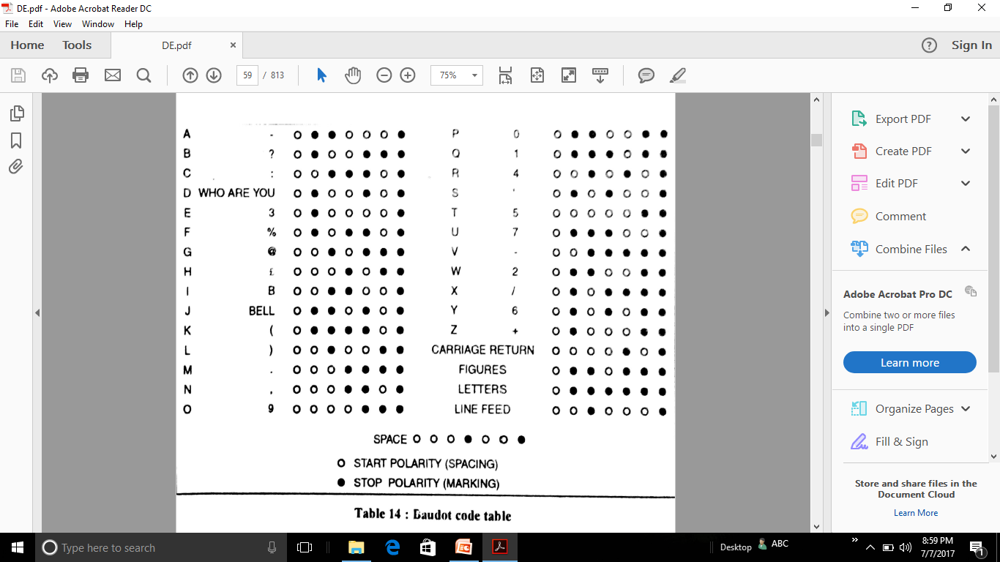 DE.pdf - Adobe Acrobat Reader DC
File Edit View Window Help
Home Tools DE.pdf × ? Sign In
59 / 813 75%
A - ○ ● ● ○ ○ ○ ● P 0 ○ ● ● ○ ○ ● ●
B ? ○ ● ○ ○ ● ● ● Q 1 ○ ● ● ● ○ ● ●
C : ○ ○ ● ● ● ○ ● R 4 ○ ○ ● ○ ● ○ ●
D WHO ARE YOU ○ ● ○ ○ ● ○ ● S ' ○ ● ○ ● ○ ○ ●
E 3 ○ ● ○ ○ ○ ○ ● T 5 ○ ○ ○ ○ ○ ● ●
F % ○ ● ○ ● ● ○ ● U 7 ○ ● ● ● ○ ○ ●
G @ ○ ○ ● ○ ● ● ● V - ○ ○ ● ● ● ● ●
H £ ○ ○ ○ ● ○ ● ● W 2 ○ ● ● ○ ○ ● ●
I B ○ ○ ● ● ○ ○ ● X / ○ ● ○ ● ● ● ●
J BELL ○ ● ● ○ ● ○ ● Y 6 ○ ● ○ ● ○ ● ●
K ( ○ ● ● ● ● ○ ● Z + ○ ● ○ ○ ○ ● ●
L ) ○ ○ ● ○ ○ ● ● CARRIAGE RETURN ○ ○ ○ ○ ● ○ ●
M . ○ ○ ○ ● ● ● ● FIGURES ○ ● ● ○ ● ● ●
N , ○ ○ ○ ● ● ○ ● LETTERS ○ ● ● ● ● ● ●
O 9 ○ ○ ○ ○ ● ● ● LINE FEED ○ ○ ● ○ ○ ○ ●
SPACE ○ ○ ○ ● ○ ○ ●
○ START POLARITY (SPACING)
● STOP POLARITY (MARKING)
Table 14 : Baudot code table
Export PDF
Create PDF
Edit PDF
Comment
Combine Files
Adobe Acrobat Pro DC
Combine two or more files
into a single PDF
Learn more
Organize Pages
Fill & Sign
Store and share files in the
Document Cloud
Learn More
Type here to search
Desktop
ABC
8:59 PM
7/7/2017
1